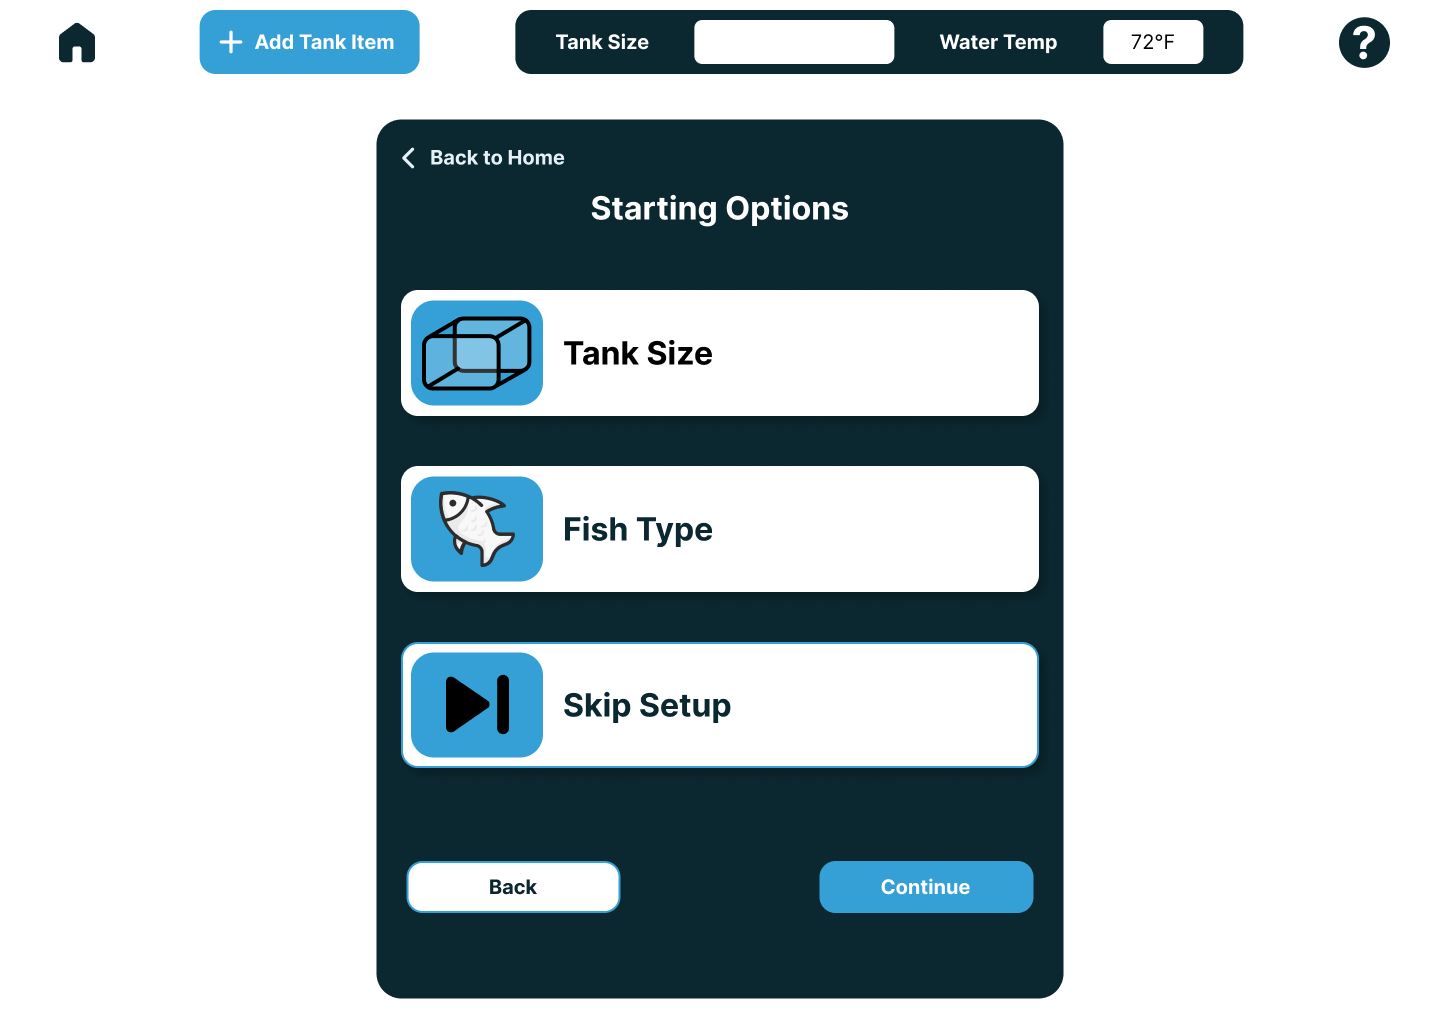 Add Tank Item
Tank Size
Water Temp
72°F
?
Back to Home
Starting Options
Tank Size
Fish Type
Skip Setup
Back
Continue